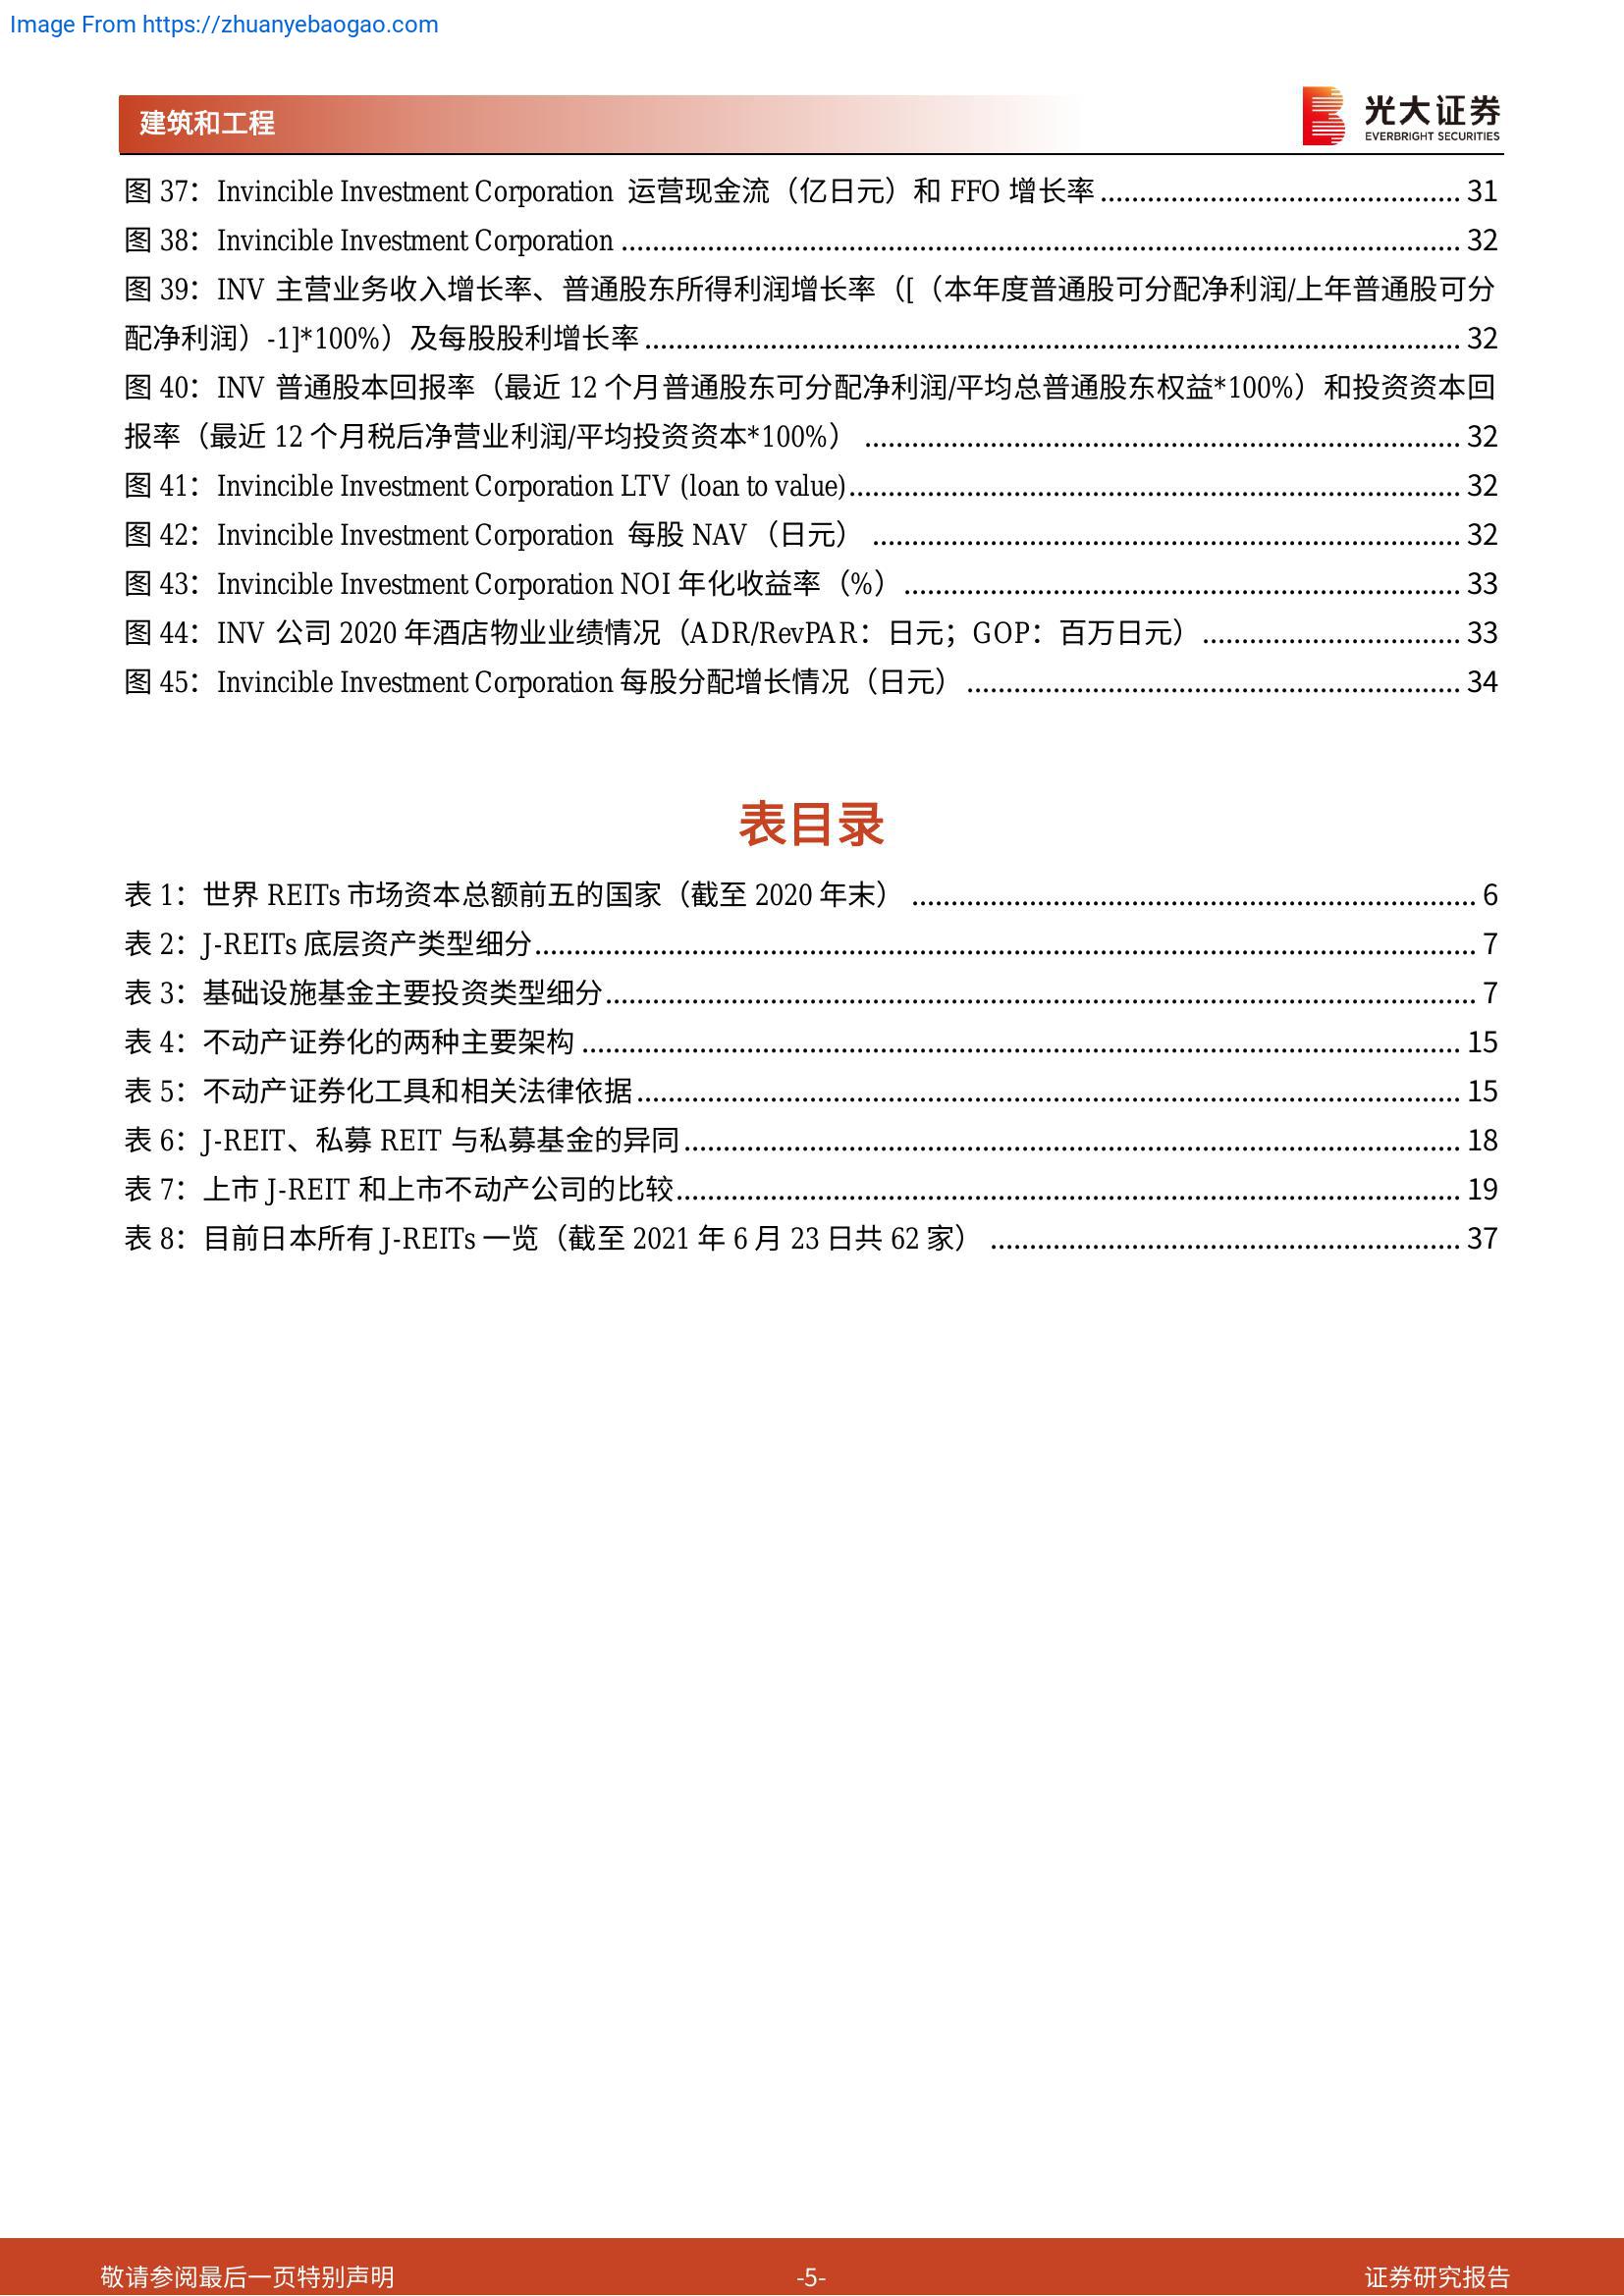 Image From https://zhuanyebaogao.com
建筑和工程
光大证券
EVERBRIGHT SECURITIES
图 37：Invincible Investment Corporation 运营现金流（亿日元）和 FFO 增长率 ........................................ 31
图 38：Invincible Investment Corporation ........................................ 32
图 39：INV 主营业务收入增长率、普通股东所得利润增长率（[（本年度普通股可分配净利润/上年普通股可分
配净利润）-1]*100%）及每股股利增长率 ........................................ 32
图 40：INV 普通股本回报率（最近 12 个月普通股东可分配净利润/平均总普通股东权益*100%）和投资资本回
报率（最近 12 个月税后净营业利润/平均投资资本*100%） ........................................ 32
图 41：Invincible Investment Corporation LTV (loan to value) ........................................ 32
图 42：Invincible Investment Corporation 每股 NAV（日元） ........................................ 32
图 43：Invincible Investment Corporation NOI 年化收益率（%） ........................................ 33
图 44：INV 公司 2020 年酒店物业业绩情况（ADR/RevPAR：日元；GOP：百万日元） ........................................ 33
图 45：Invincible Investment Corporation 每股分配增长情况（日元） ........................................ 34
表目录
表 1：世界 REITs 市场资本总额前五的国家（截至 2020 年末） ........................................ 6
表 2：J-REITs 底层资产类型细分 ........................................ 7
表 3：基础设施基金主要投资类型细分 ........................................ 7
表 4：不动产证券化的两种主要架构 ........................................ 15
表 5：不动产证券化工具和相关法律依据 ........................................ 15
表 6：J-REIT、私募 REIT 与私募基金的异同 ........................................ 18
表 7：上市 J-REIT 和上市不动产公司的比较 ........................................ 19
表 8：目前日本所有 J-REITs 一览（截至 2021 年 6 月 23 日共 62 家） ........................................ 37
敬请参阅最后一页特别声明
-5-
证券研究报告